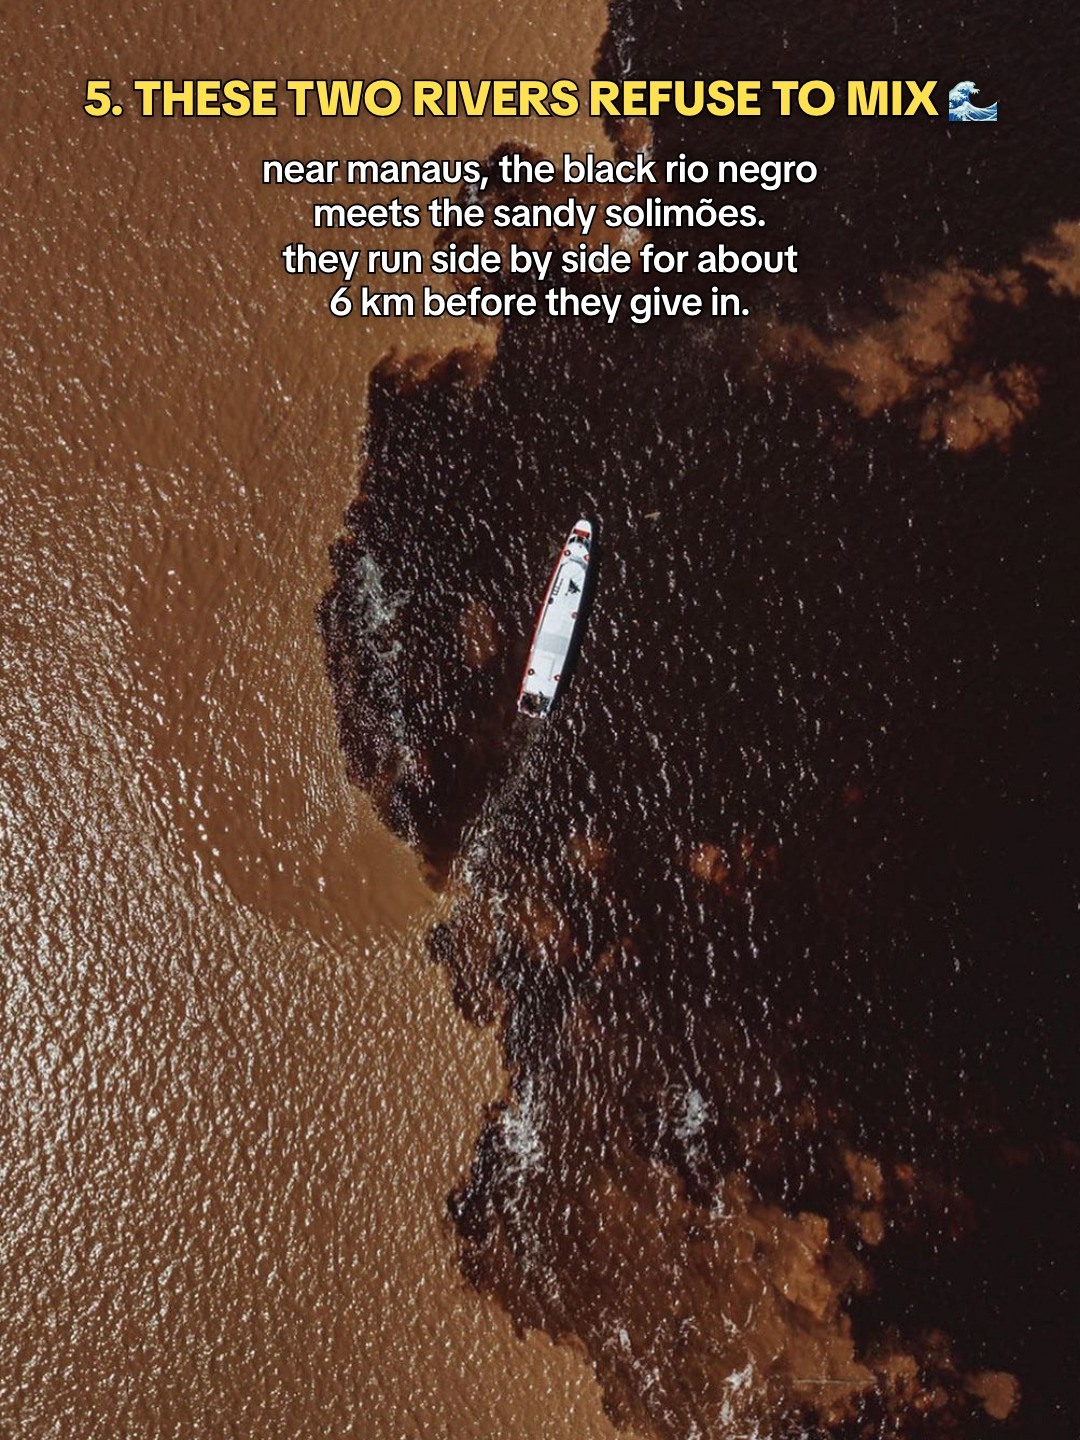 5. THESE TWO RIVERS REFUSE TO MIX 🌊
near manaus, the black rio negro
meets the sandy solimões.
they run side by side for about
6 km before they give in.